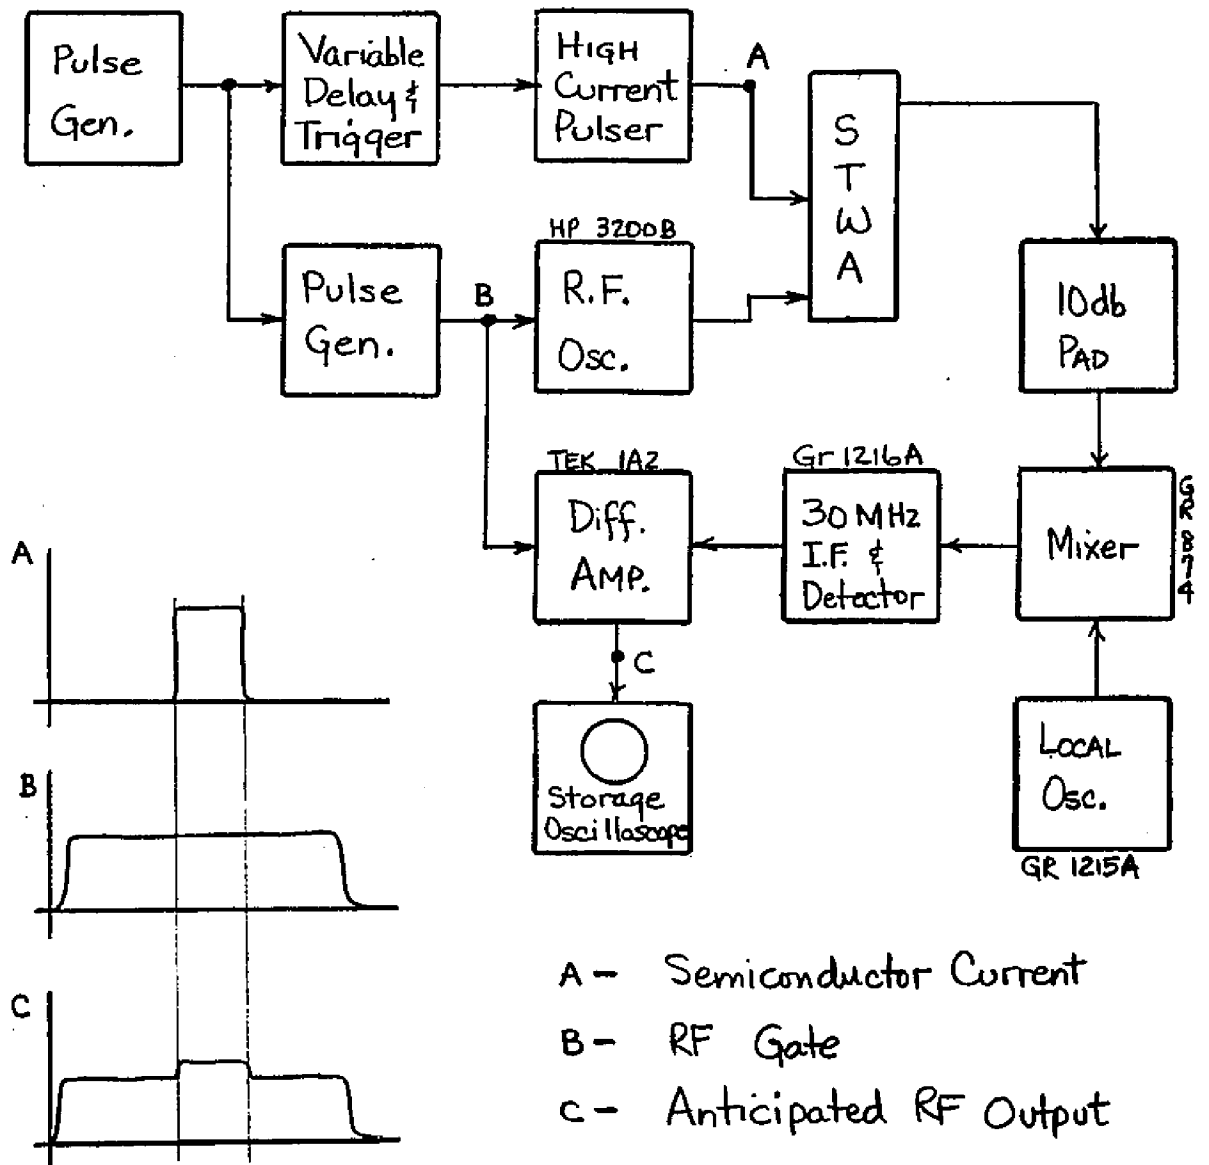 Pulse
Gen.
Variable
Delay &
Trigger
HIGH
Current
Pulser
A
S
T
W
A
HP 3200B
R.F.
Osc.
Pulse
Gen.
B
10db
PAD
TEK 1A2
Diff.
AMP.
Gr 1216A
30 MHz
I.F. &
Detector
Mixer
GR 874
C
Storage
Oscilloscope
LOCAL
Osc.
GR 1215A
A
B
C
A - Semiconductor Current
B - RF Gate
C - Anticipated RF Output